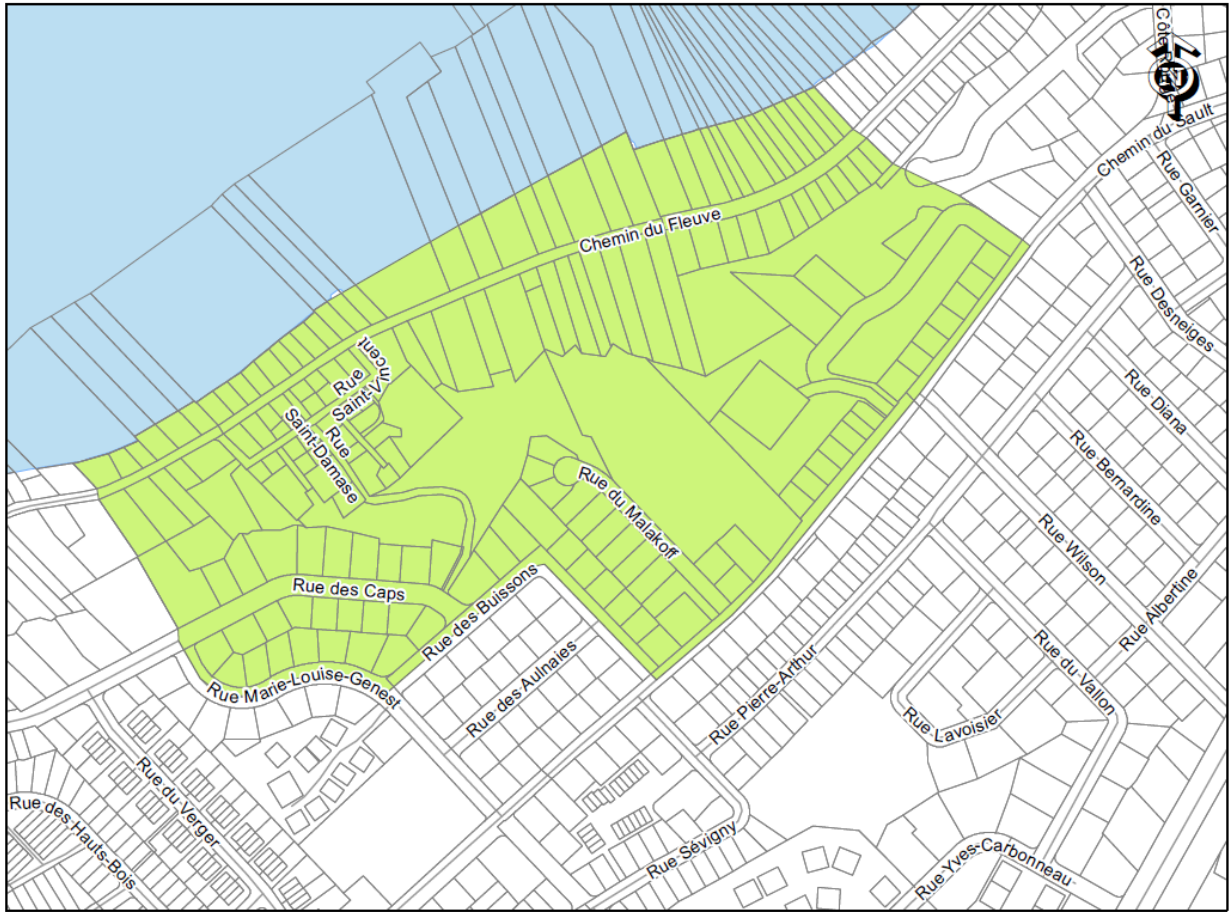 Côte Rouge
Chemin du Sault
Rue Garnier
Chemin du Fleuve
Rue Desneiges
Rue
Saint-Vincent
Rue Diana
Rue
Saint-Damase
Rue Bernardine
Rue du Malakoff
Rue Wilson
Rue des Caps
Rue des Buissons
Rue Albertine
Rue des Aulnaies
Rue Marie-Louise-Genest
Rue Pierre-Arthur
Rue du Vallon
Rue Lavoisier
Rue du Verger
Rue des Hauts-Bois
Rue Sévigny
Rue Yves-Carbonneau